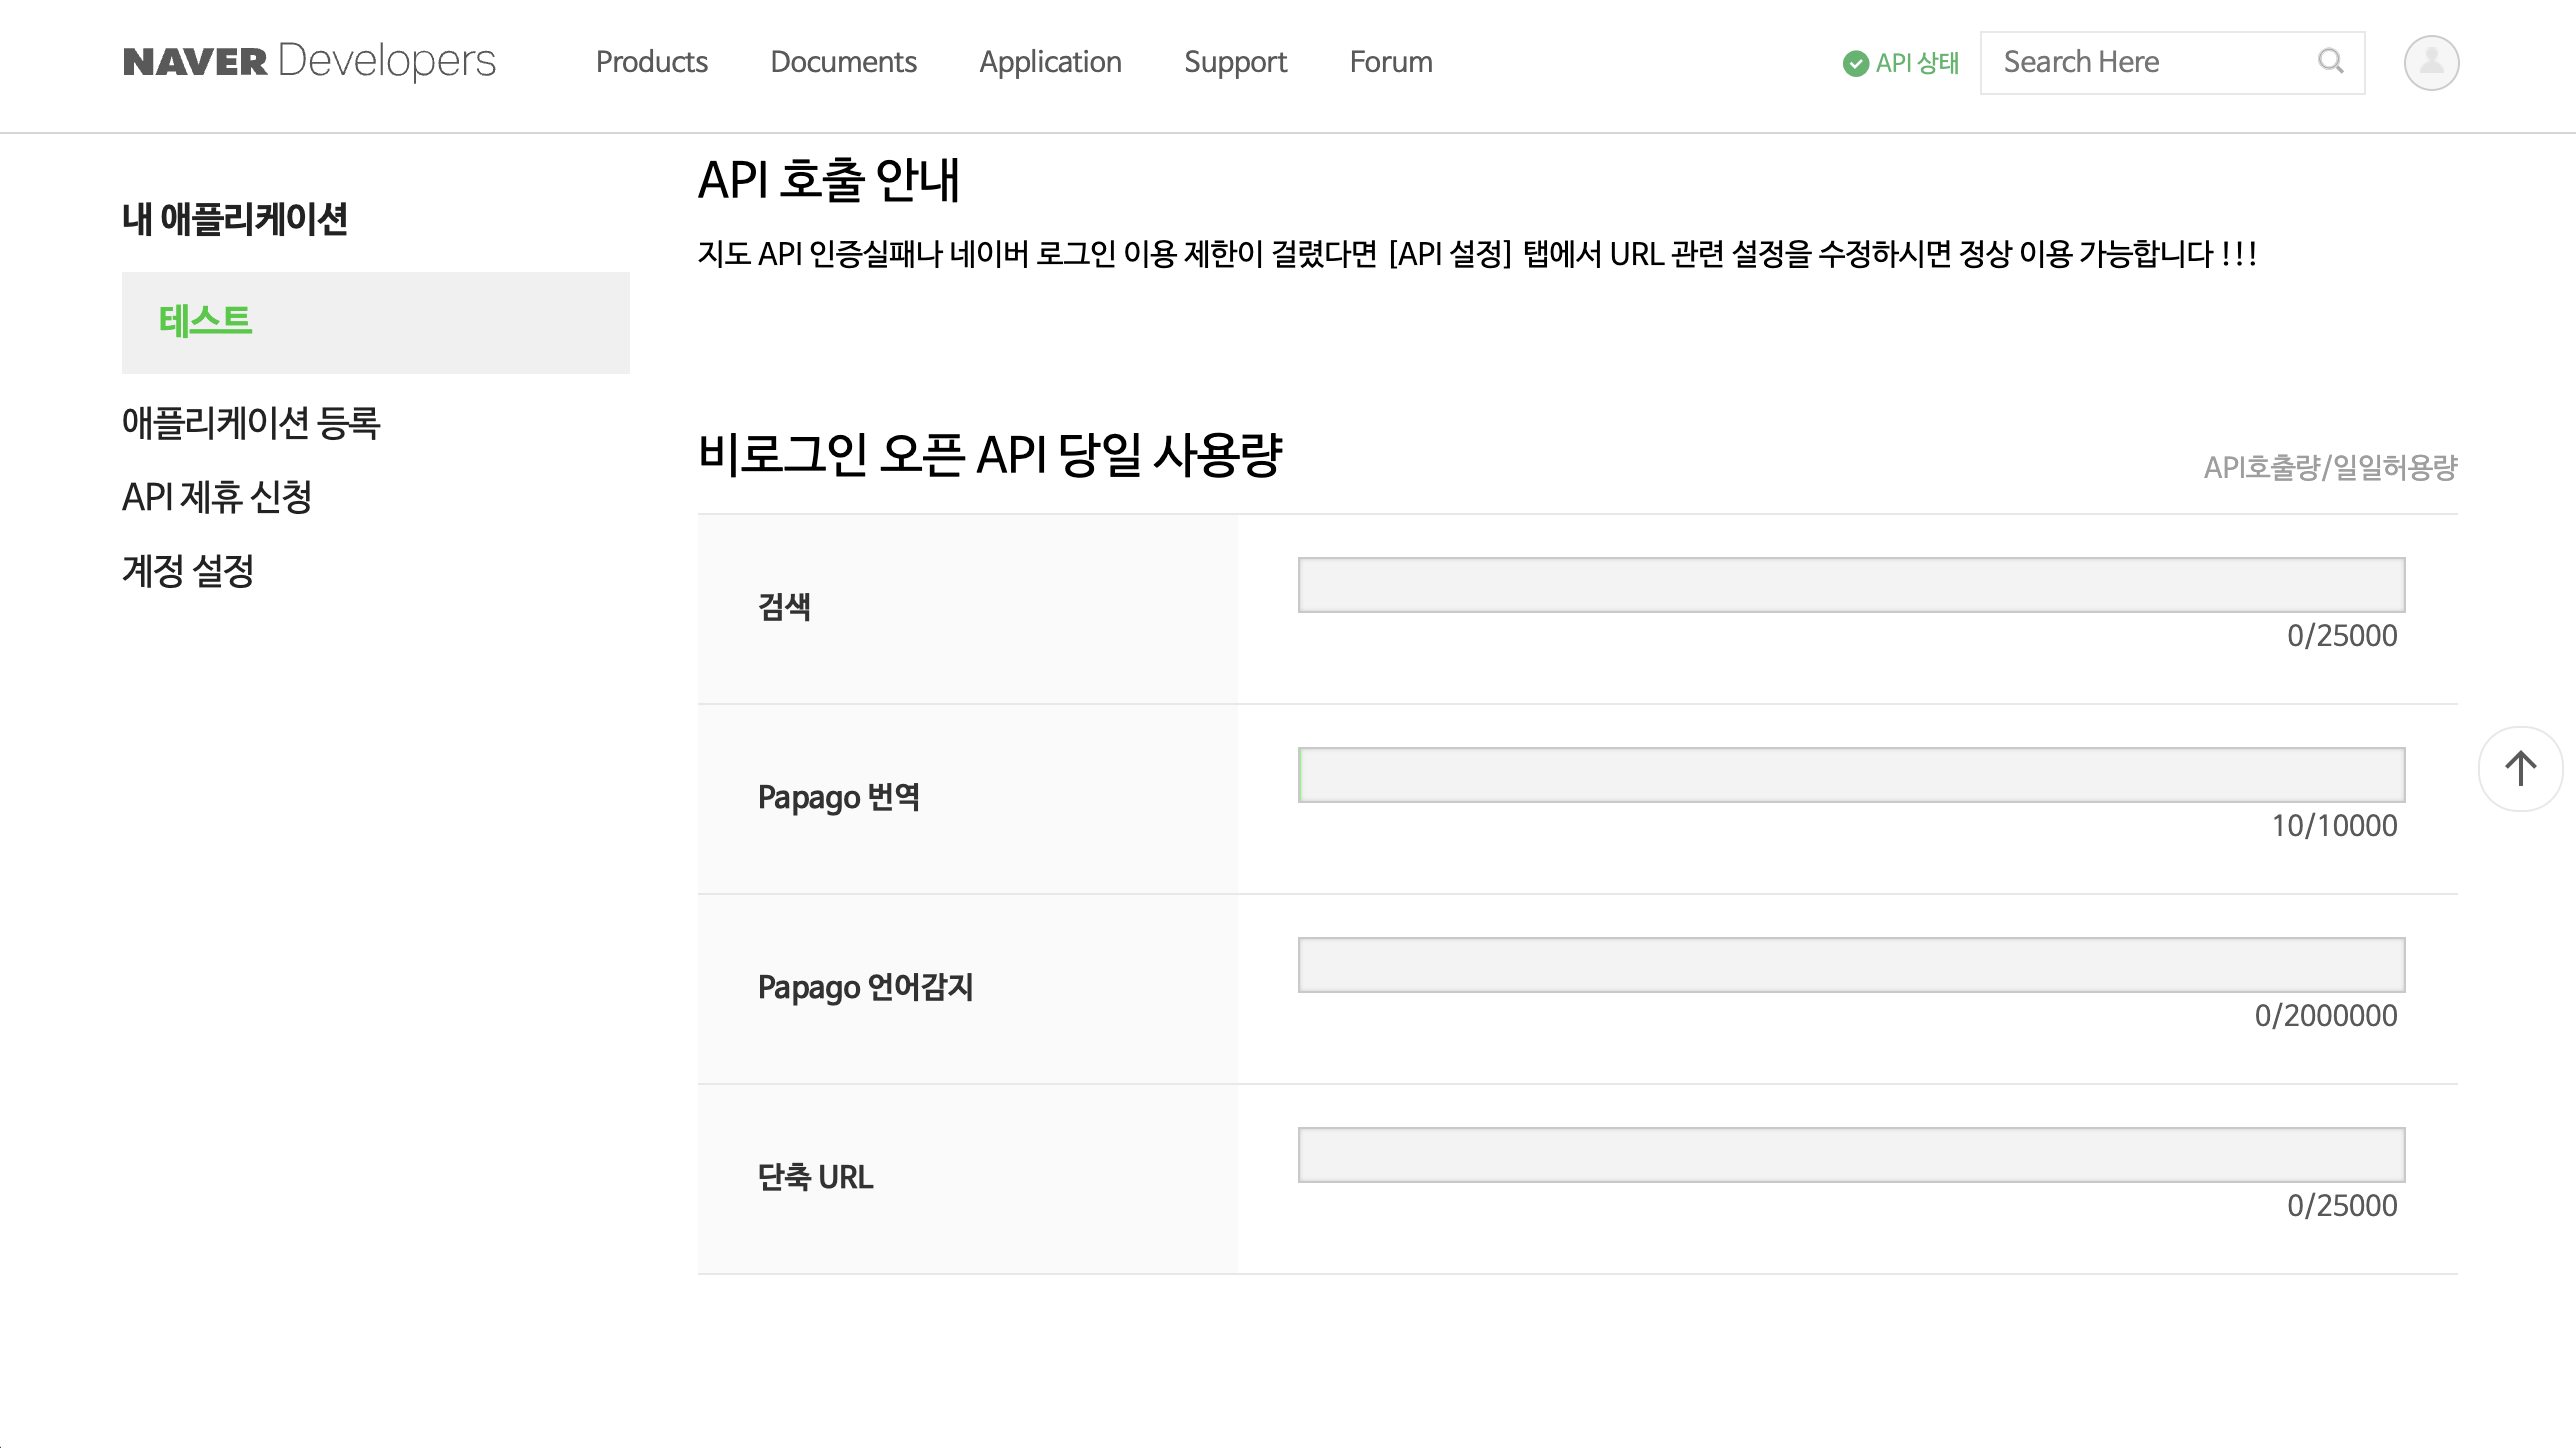 NAVER Developers
Products
Documents
Application
Support
Forum
API 상태
Search Here
내 애플리케이션
테스트
애플리케이션 등록
API 제휴 신청
계정 설정
API 호출 안내
지도 API 인증실패나 네이버 로그인 이용 제한이 걸렸다면 [API 설정] 탭에서 URL 관련 설정을 수정하시면 정상 이용 가능합니다 !!!
비로그인 오픈 API 당일 사용량
API호출량/일일허용량
검색
0/25000
Papago 번역
10/10000
Papago 언어감지
0/2000000
단축 URL
0/25000